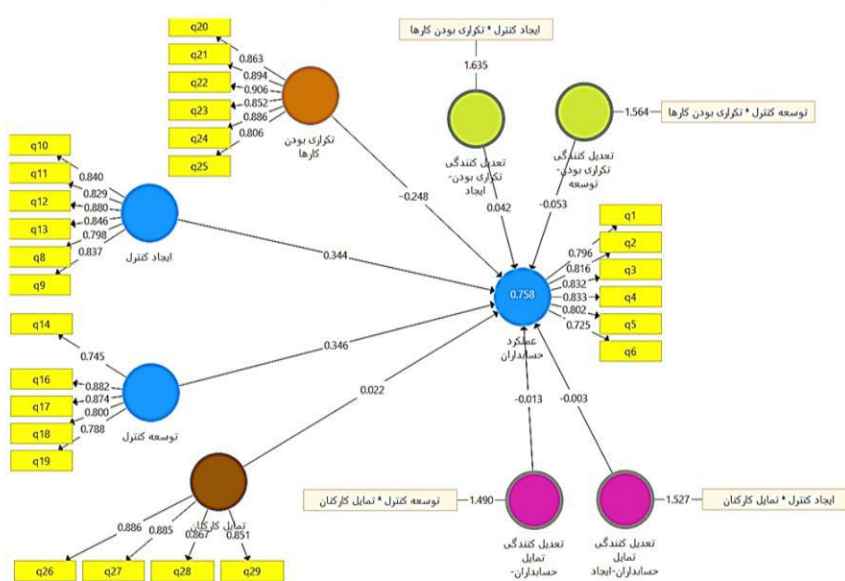 q20
q21
q22
q23
q24
q25
0.863
0.894
0.906
0.852
0.886
0.806
تکراری بودن
کارها
ایجاد کنترل * تکراری بودن کارها
1.635
تعدیل کنندگی
تکراری بودن-
ایجاد
0.042
توسعه کنترل * تکراری بودن کارها
1.564
تعدیل کنندگی
تکراری بودن-
توسعه
-0.053
-0.248
q10
q11
q12
q13
q8
q9
0.840
0.829
0.880
0.846
0.798
0.837
ایجاد کنترل
0.344
q1
q2
q3
q4
q5
q6
0.796
0.816
0.832
0.833
0.802
0.725
0.758
عملکرد
حسابداران
q14
q16
q17
q18
q19
0.745
0.882
0.874
0.800
0.788
توسعه کنترل
0.346
0.022
-0.013
-0.003
تمایل کارکنان
0.886
0.885
0.867
0.851
q26
q27
q28
q29
توسعه کنترل * تمایل کارکنان
1.490
تعدیل کنندگی
تمایل
حسابداران-
ایجاد کنترل * تمایل کارکنان
1.527
تعدیل کنندگی
تمایل
حسابداران-ایجاد